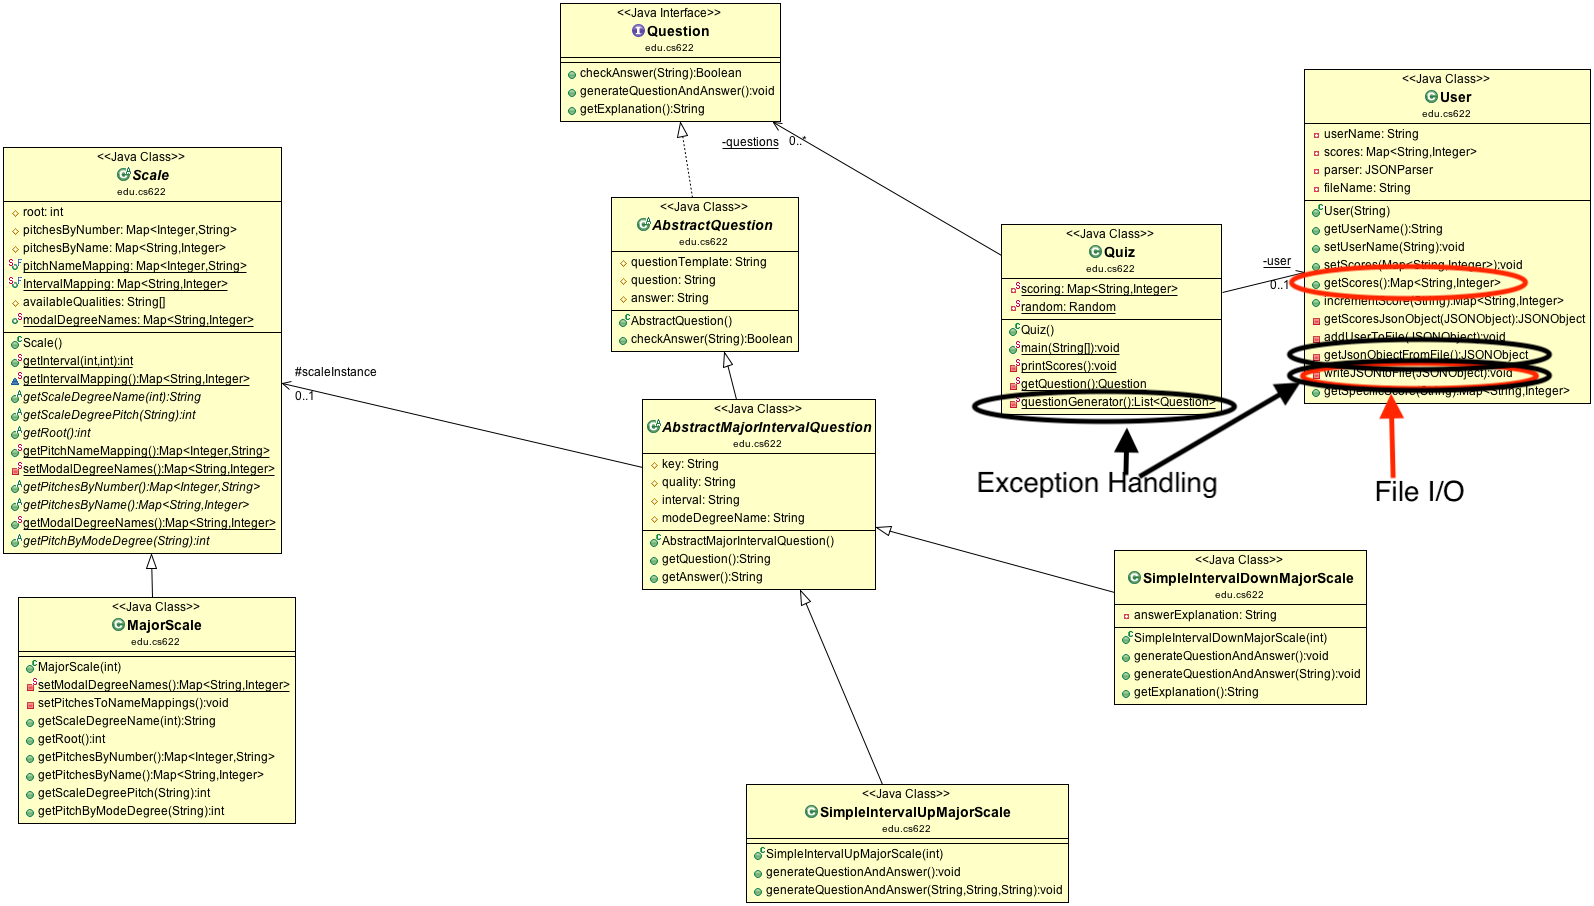 <<Java Interface>>
Question
edu.cs622
checkAnswer(String):Boolean
generateQuestionAndAnswer():void
getExplanation():String
-questions 0..*
<<Java Class>>
User
edu.cs622
userName: String
scores: Map<String,Integer>
parser: JSONParser
fileName: String
User(String)
getUserName():String
setUserName(String):void
setScores(Map<String,Integer>):void
getScores():Map<String,Integer>
incrementScore(String):Map<String,Integer>
getScoresJsonObject(JSONObject):JSONObject
addUserToFile(JSONObject):void
getJsonObjectFromFile():JSONObject
writeJSONtoFile(JSONObject):void
getSpecificScore(String):Map<String,Integer>
<<Java Class>>
Scale
edu.cs622
root: int
pitchesByNumber: Map<Integer,String>
pitchesByName: Map<String,Integer>
pitchNameMapping: Map<Integer,String>
IntervalMapping: Map<String,Integer>
availableQualities: String[]
modalDegreeNames: Map<String,Integer>
Scale()
getInterval(int,int):int
getIntervalMapping():Map<String,Integer>
getScaleDegreeName(int):String
getScaleDegreePitch(String):int
getRoot():int
getPitchNameMapping():Map<Integer,String>
setModalDegreeNames():Map<String,Integer>
getPitchesByNumber():Map<Integer,String>
getPitchesByName():Map<String,Integer>
getModalDegreeNames():Map<String,Integer>
getPitchByModeDegree(String):int
<<Java Class>>
AbstractQuestion
edu.cs622
questionTemplate: String
question: String
answer: String
AbstractQuestion()
checkAnswer(String):Boolean
<<Java Class>>
Quiz
edu.cs622
scoring: Map<String,Integer>
random: Random
Quiz()
main(String[]):void
printScores():void
getQuestion():Question
questionGenerator():List<Question>
-user
0..1
#scaleInstance
0..1
<<Java Class>>
AbstractMajorIntervalQuestion
edu.cs622
key: String
quality: String
interval: String
modeDegreeName: String
AbstractMajorIntervalQuestion()
getQuestion():String
getAnswer():String
Exception Handling
File I/O
<<Java Class>>
SimpleIntervalDownMajorScale
edu.cs622
answerExplanation: String
SimpleIntervalDownMajorScale(int)
generateQuestionAndAnswer():void
generateQuestionAndAnswer(String):void
getExplanation():String
<<Java Class>>
MajorScale
edu.cs622
MajorScale(int)
setModalDegreeNames():Map<String,Integer>
setPitchesToNameMappings():void
getScaleDegreeName(int):String
getRoot():int
getPitchesByNumber():Map<Integer,String>
getPitchesByName():Map<String,Integer>
getScaleDegreePitch(String):int
getPitchByModeDegree(String):int
<<Java Class>>
SimpleIntervalUpMajorScale
edu.cs622
SimpleIntervalUpMajorScale(int)
generateQuestionAndAnswer():void
generateQuestionAndAnswer(String,String,String):void